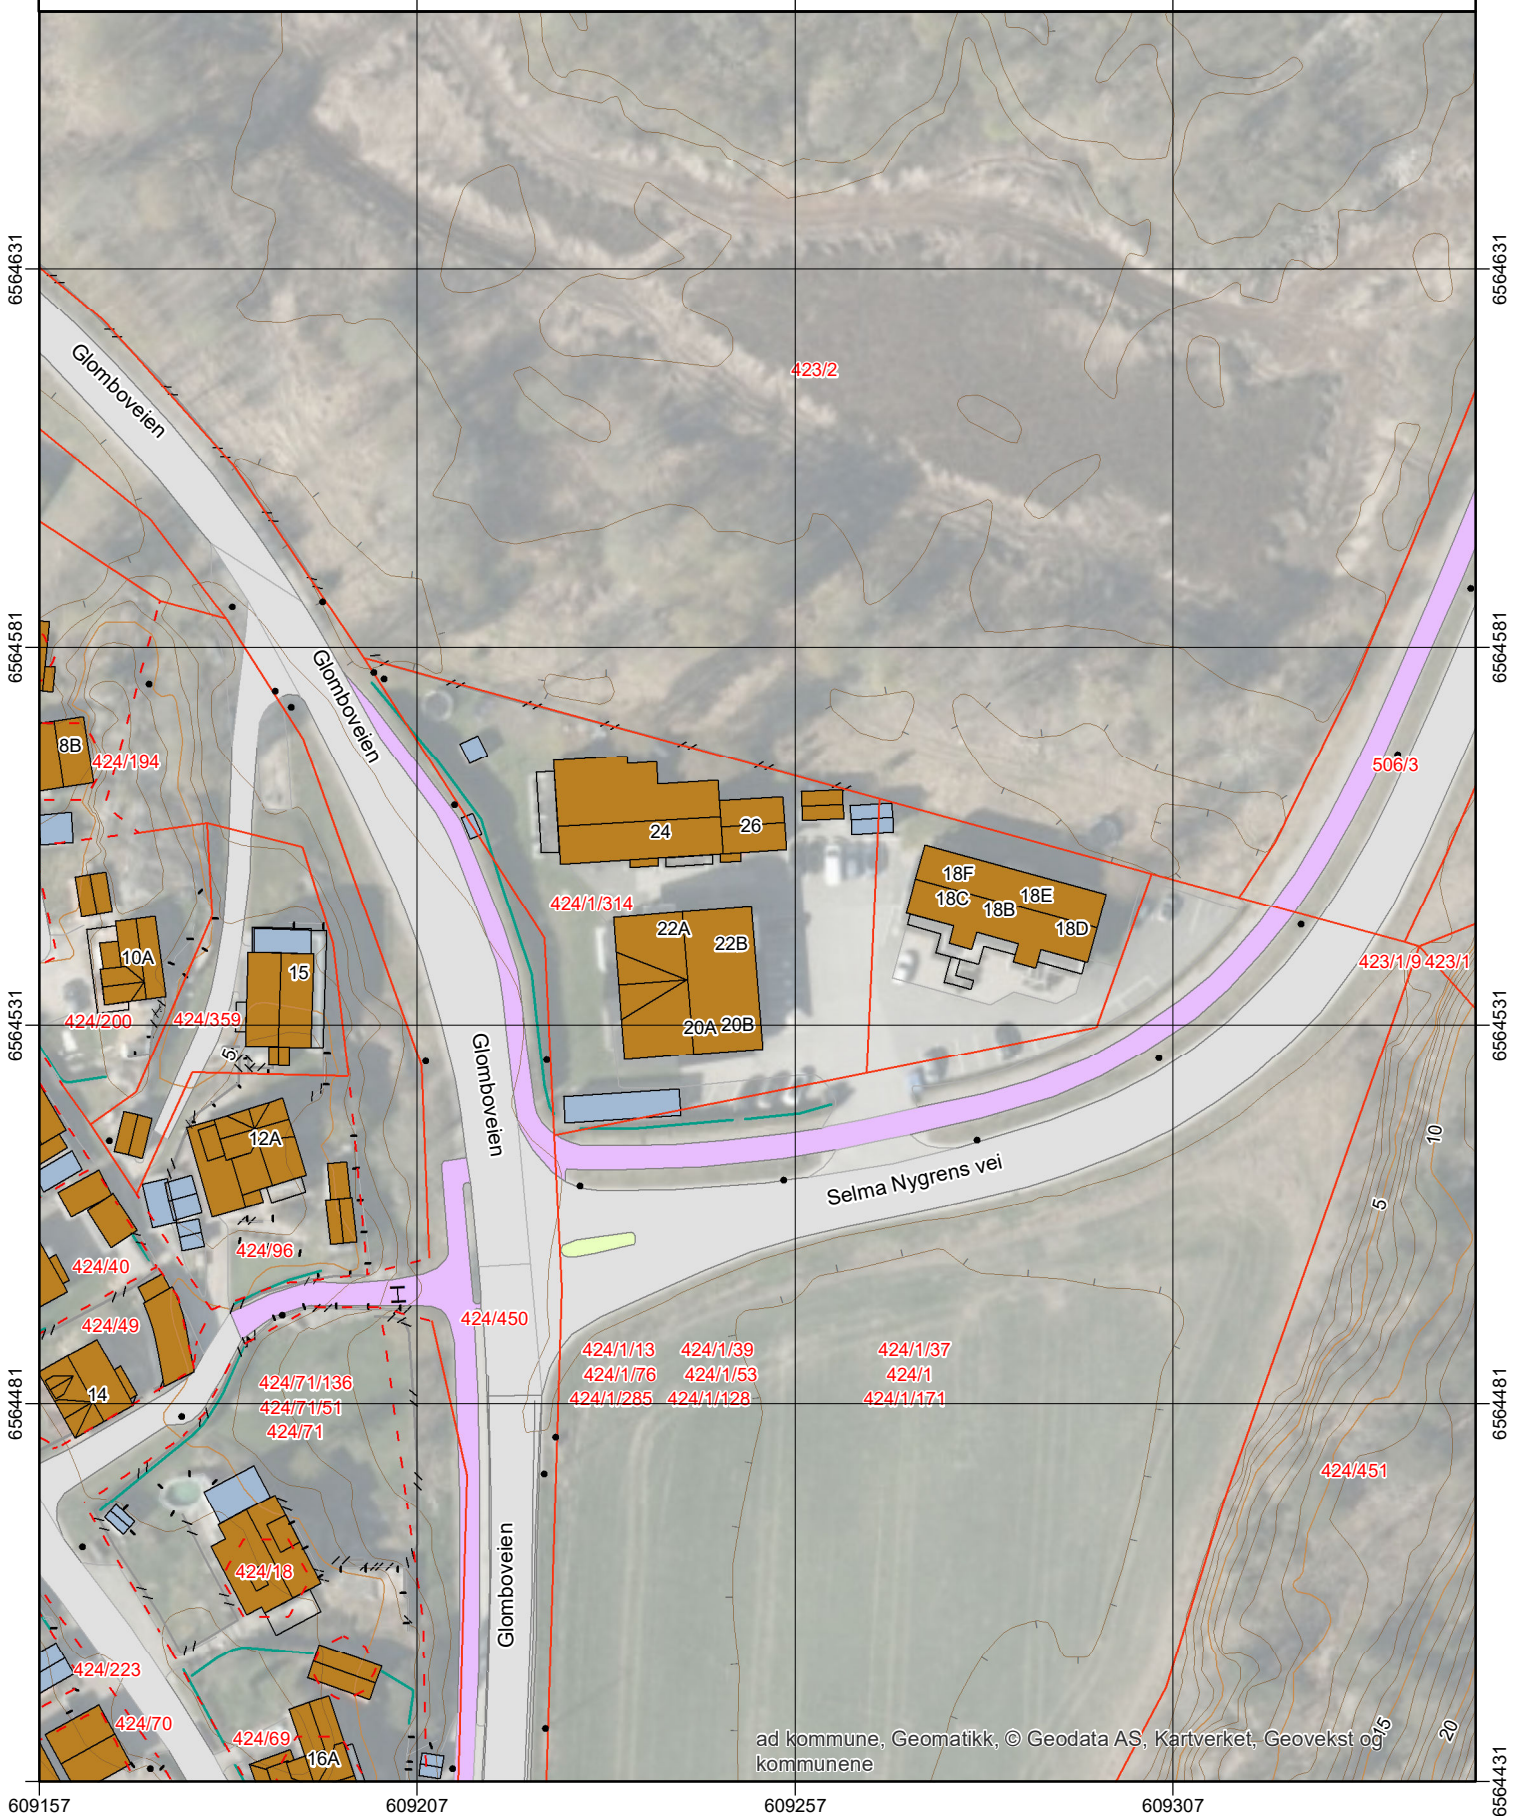 6564631
6564631
Glomboveien
423/2
6564581
6564581
Glomboveien
8B
424/194
506/3
24
26
18F
18E
18C
18B
18D
424/1/314
22A
22B
10A
15
423/1/9
423/1
424/200
424/359
20A
20B
6564531
6564531
5
Glomboveien
12A
10
Selma Nygrens vei
5
424/96
424/40
424/49
424/450
424/1/13
424/1/39
424/1/37
424/1/76
424/1/53
424/1
424/1/285
424/1/128
424/1/171
424/71/136
424/71/51
424/71
14
6564481
6564481
424/451
424/18
Glomboveien
424/223
424/70
424/69
16A
15
20
ad kommune, Geomatikk, © Geodata AS, Kartverket, Geovekst og
kommunene
6564431
609157
609207
609257
609307